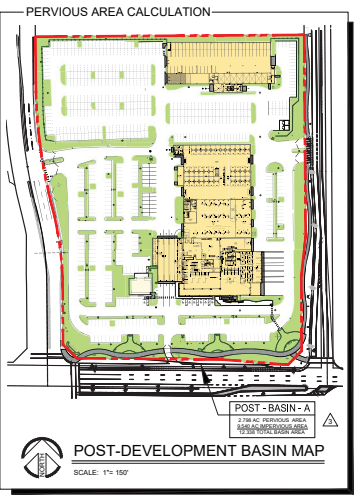 PERVIOUS AREA CALCULATION
POST - BASIN - A
2.798 AC PERVIOUS AREA
9.540 AC IMPERVIOUS AREA
12.338 TOTAL BASIN AREA
3
NORTH
POST-DEVELOPMENT BASIN MAP
SCALE: 1"= 150'